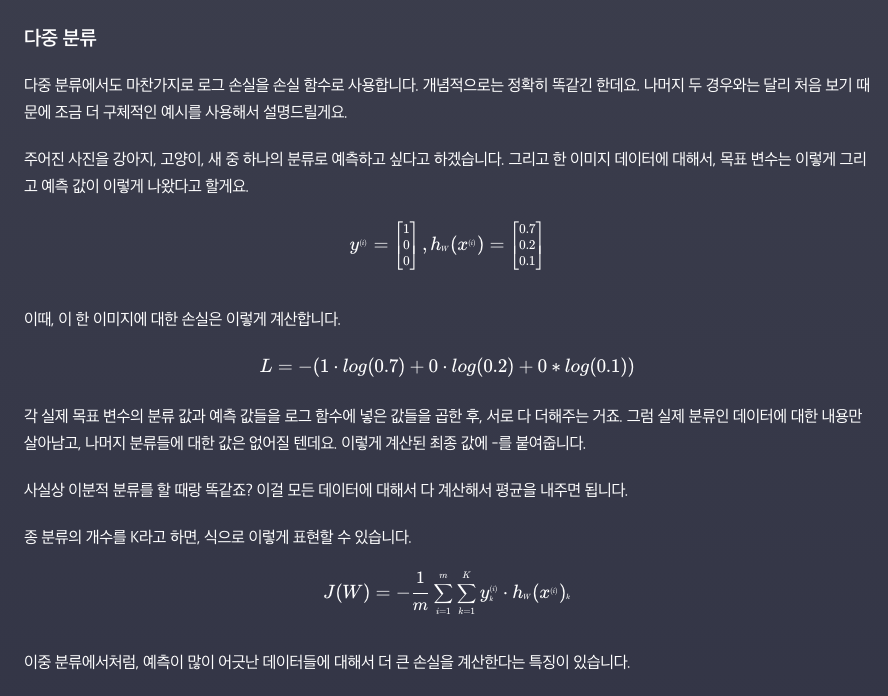 다중 분류
다중 분류에서도 마찬가지로 로그 손실을 손실 함수로 사용합니다. 개념적으로는 정확히 똑같긴 한데요. 나머지 두 경우와는 달리 처음 보기 때
문에 조금 더 구체적인 예시를 사용해서 설명드릴게요.
주어진 사진을 강아지, 고양이, 새 중 하나의 분류로 예측하고 싶다고 하겠습니다. 그리고 한 이미지 데이터에 대해서, 목표 변수는 이렇게 그리
고 예측 값이 이렇게 나왔다고 할게요.
y^{(i)} = [1 0 0], h_W(x^{(i)}) = [0.7 0.2 0.1]
이때, 이 한 이미지에 대한 손실은 이렇게 계산합니다.
L = −(1 · log(0.7) + 0 · log(0.2) + 0 ∗ log(0.1))
각 실제 목표 변수의 분류 값과 예측 값들을 로그 함수에 넣은 값들을 곱한 후, 서로 다 더해주는 거죠. 그럼 실제 분류인 데이터에 대한 내용만
살아남고, 나머지 분류들에 대한 값은 없어질 텐데요. 이렇게 계산된 최종 값에 -를 붙여줍니다.
사실상 이분적 분류를 할 때랑 똑같죠? 이걸 모든 데이터에 대해서 다 계산해서 평균을 내주면 됩니다.
종 분류의 개수를 K라고 하면, 식으로 이렇게 표현할 수 있습니다.
J(W) = −\frac{1}{m} \sum_{i=1}^{m} \sum_{k=1}^{K} y_k^{(i)} · h_W(x^{(i)})_k
이중 분류에서처럼, 예측이 많이 어긋난 데이터들에 대해서 더 큰 손실을 계산한다는 특징이 있습니다.